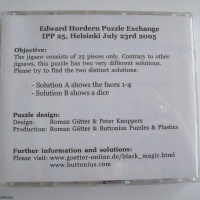 Edward Hordern Puzzle Exchange
IPP 25, Helsinki July 23rd 2005
Objective:
The jigsaw consists of 25 pieces only. Contrary to other
jigsaws, this puzzle has two very different solutions.
Please try to find the two distinct solutions:
- Solution A shows the faces 1-4
- Solution B shows a dice
Puzzle design:
Design: Roman Götter & Peter Knoppers
Production: Roman Götter & Buttonius Puzzles & Plastics
Further information and solutions:
Please visit: www.goetter-online.de/black_magic.html
www.buttonius.com